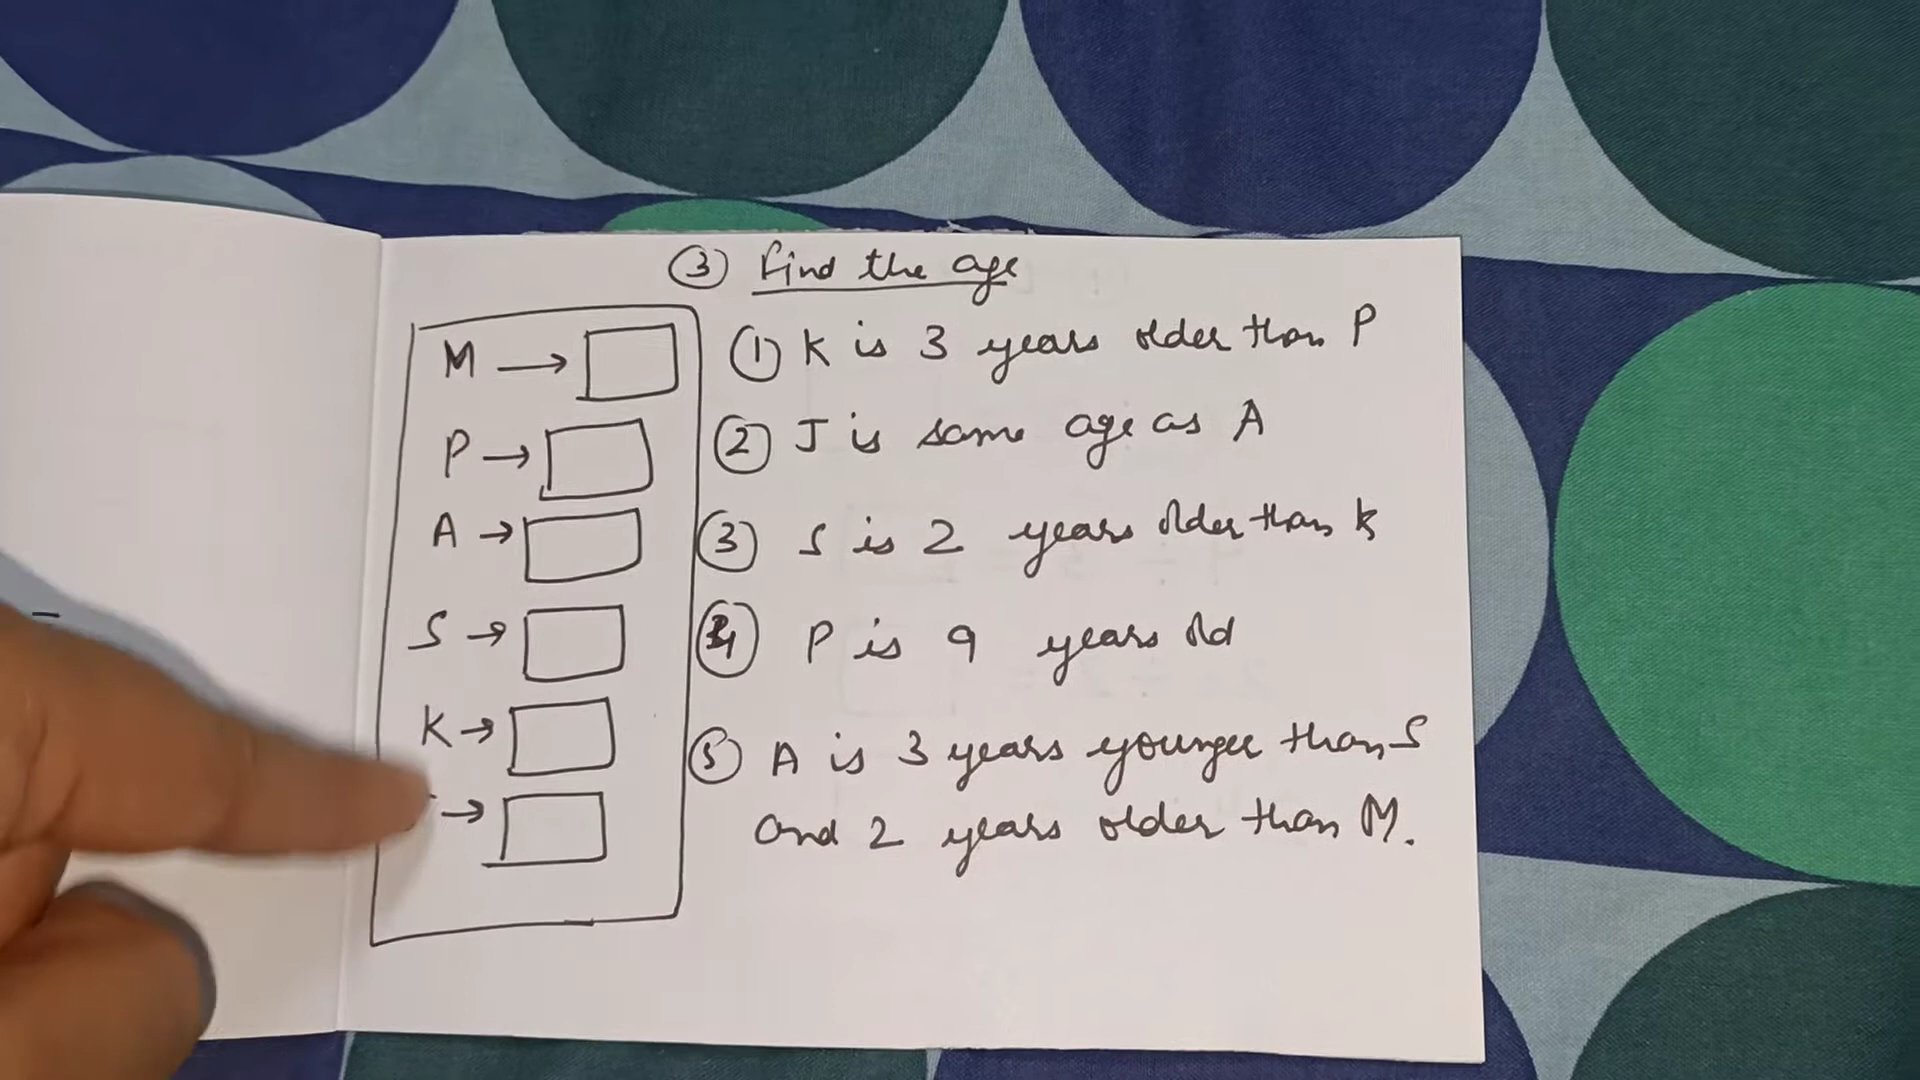 ③ Find the age
M →
P →
A →
S →
K →
→
① K is 3 years older than P
② J is same age as A
③ S is 2 years older than K
④ P is 9 years old
⑤ A is 3 years younger than S
and 2 years older than M.